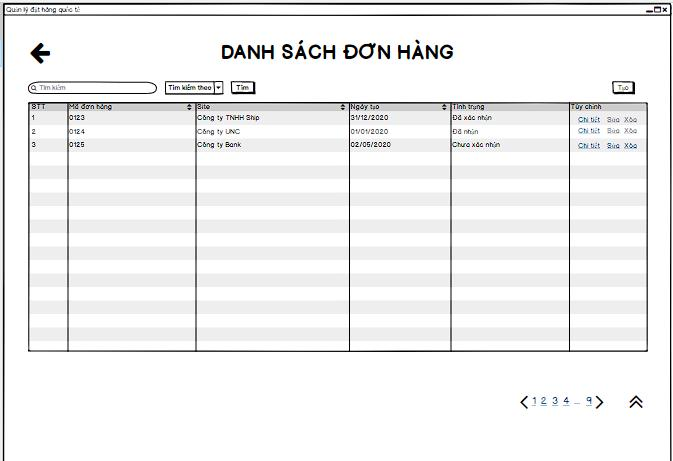 Quản lý đặt hàng quốc tế
DANH SÁCH ĐƠN HÀNG
Tìm kiếm Tìm kiếm theo Tìm Tạo
STT Mã đơn hàng Site Ngày tạo Tình trạng Tùy chỉnh
1 0123 Công ty TNHH Ship 31/12/2020 Đã xác nhận Chi tiết Sửa Xóa
2 0124 Công ty UNC 01/01/2020 Đã nhận Chi tiết Sửa Xóa
3 0125 Công ty Bank 02/05/2020 Chưa xác nhận Chi tiết Sửa Xóa
1 2 3 4 ... 9